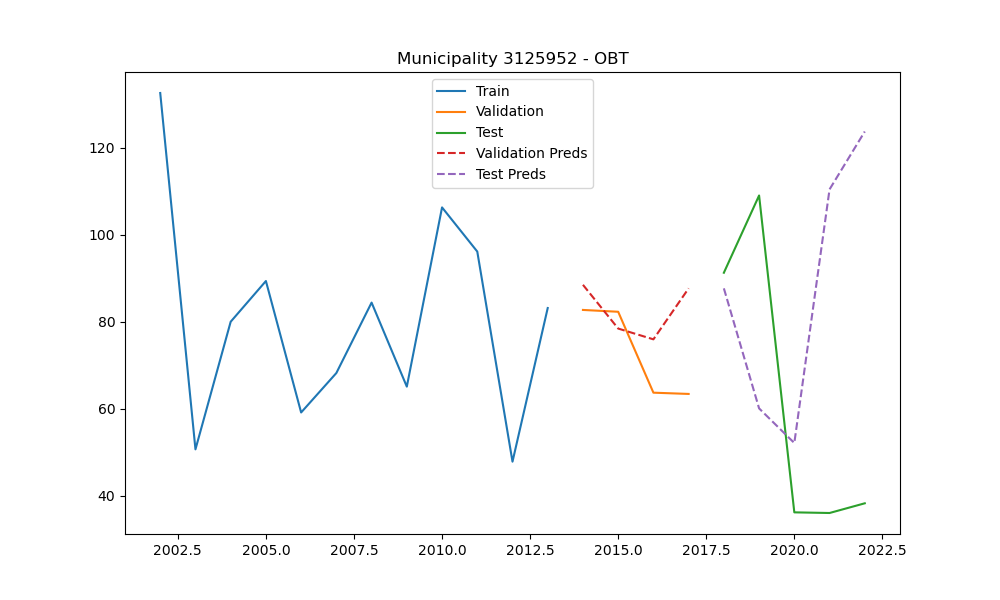 Municipality 3125952 - OBT
Train
Validation
Test
Validation Preds
Test Preds
120
100
80
60
40
2002.5 2005.0 2007.5 2010.0 2012.5 2015.0 2017.5 2020.0 2022.5